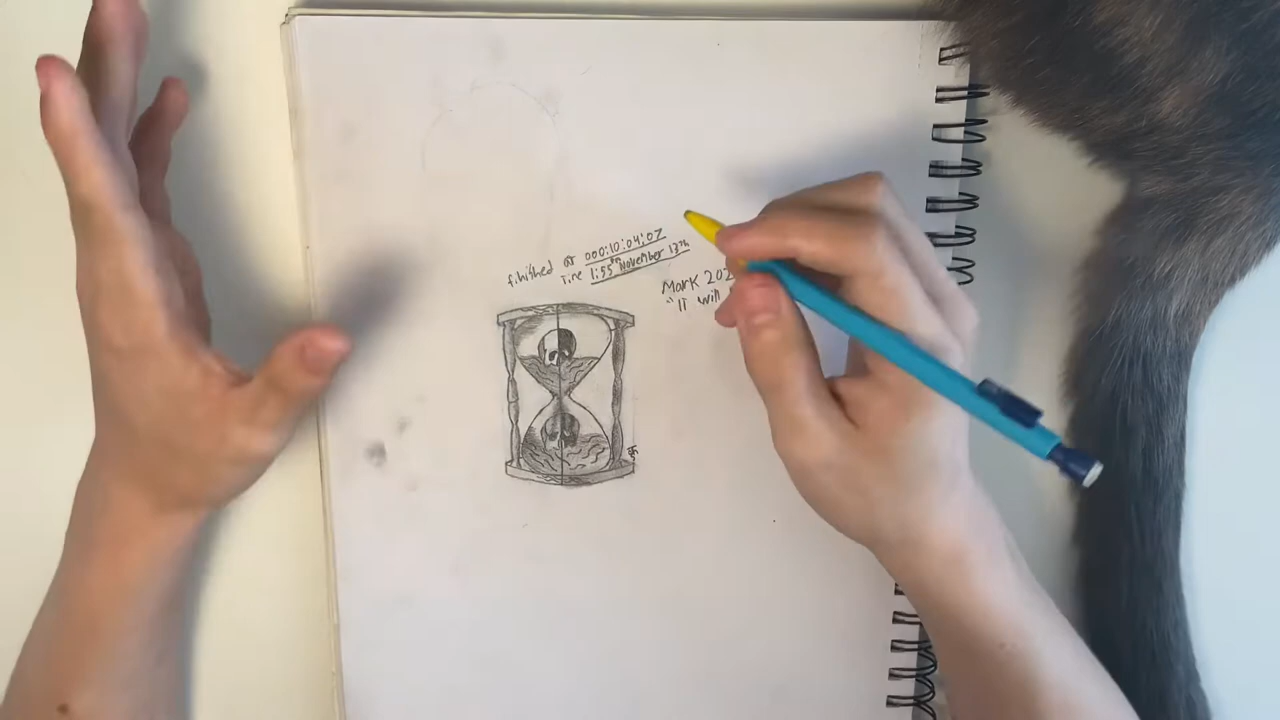 finished at 000:10:04:07
Time 1:55 November 13th
Mark 202
"It will